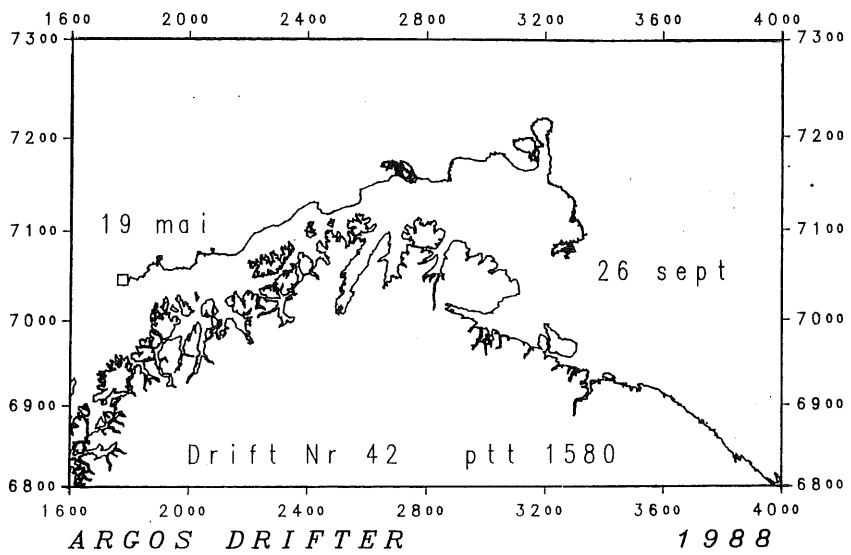 1600 2000 2400 2800 3200 3600 4000
7300 7300
7200 7200
7100 7100
19 mai
26 sept
7000 7000
6900 6900
Drift Nr 42 ptt 1580
6800 6800
1600 2000 2400 2800 3200 3600 4000
ARGOS DRIFTER 1988